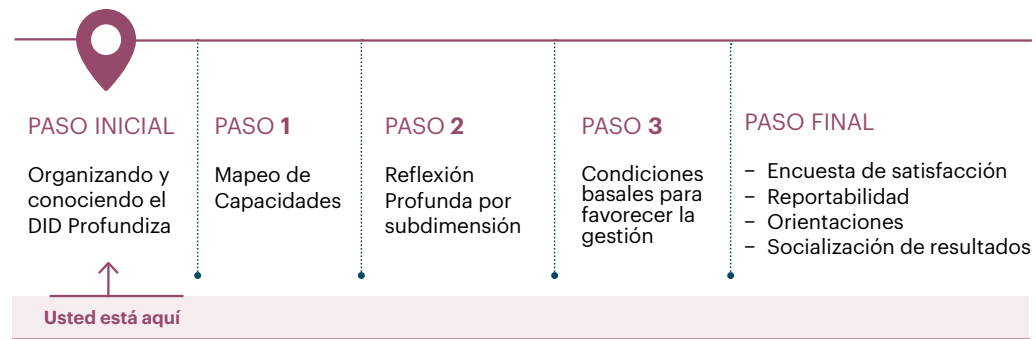 PASO INICIAL
Organizando y
conociendo el
DID Profundiza
PASO 1
Mapeo de
Capacidades
PASO 2
Reflexión
Profunda por
subdimensión
PASO 3
Condiciones
basales para
favorecer la
gestión
PASO FINAL
– Encuesta de satisfacción
– Reportabilidad
– Orientaciones
– Socialización de resultados
Usted está aquí